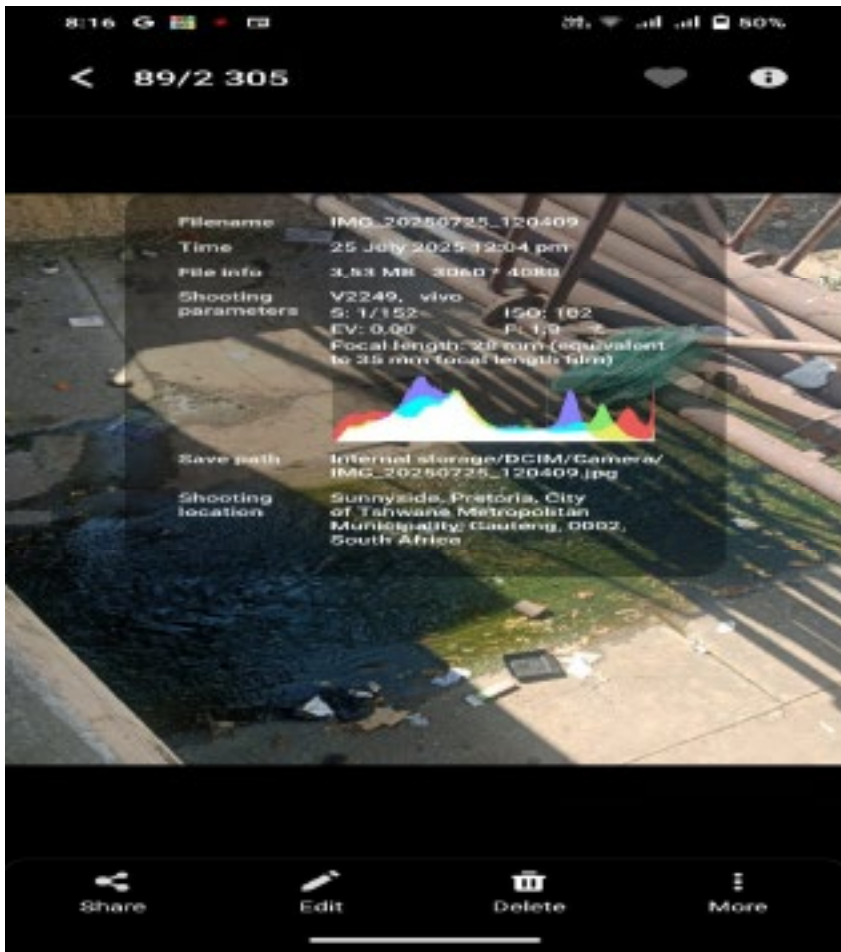 8:16 G 50%
89/2 305
Filename IMG_20250725_120409
Time 25 July 2025 12:04 pm
File info 3,53 MB 3060 * 4080
Shooting parameters V2249, vivo
S: 1/152 ISO: 102
EV: 0.00 F: 1.8
Focal length: 28 mm (equivalent
to 35 mm focal length film)
Save path Internal storage/DCIM/Camera/
IMG_20250725_120409.jpg
Shooting location Sunnyside, Pretoria, City
of Tshwane Metropolitan
Municipality, Gauteng, 0002,
South Africa
Share Edit Delete More